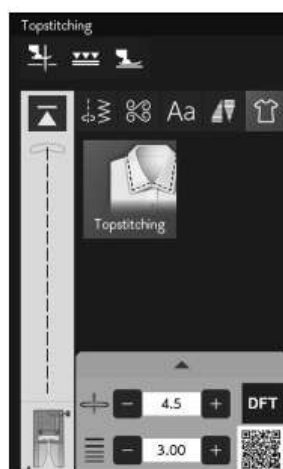 Topstitching
Aa
Topstitching
- 4.5 + DFT
- 3.00 +